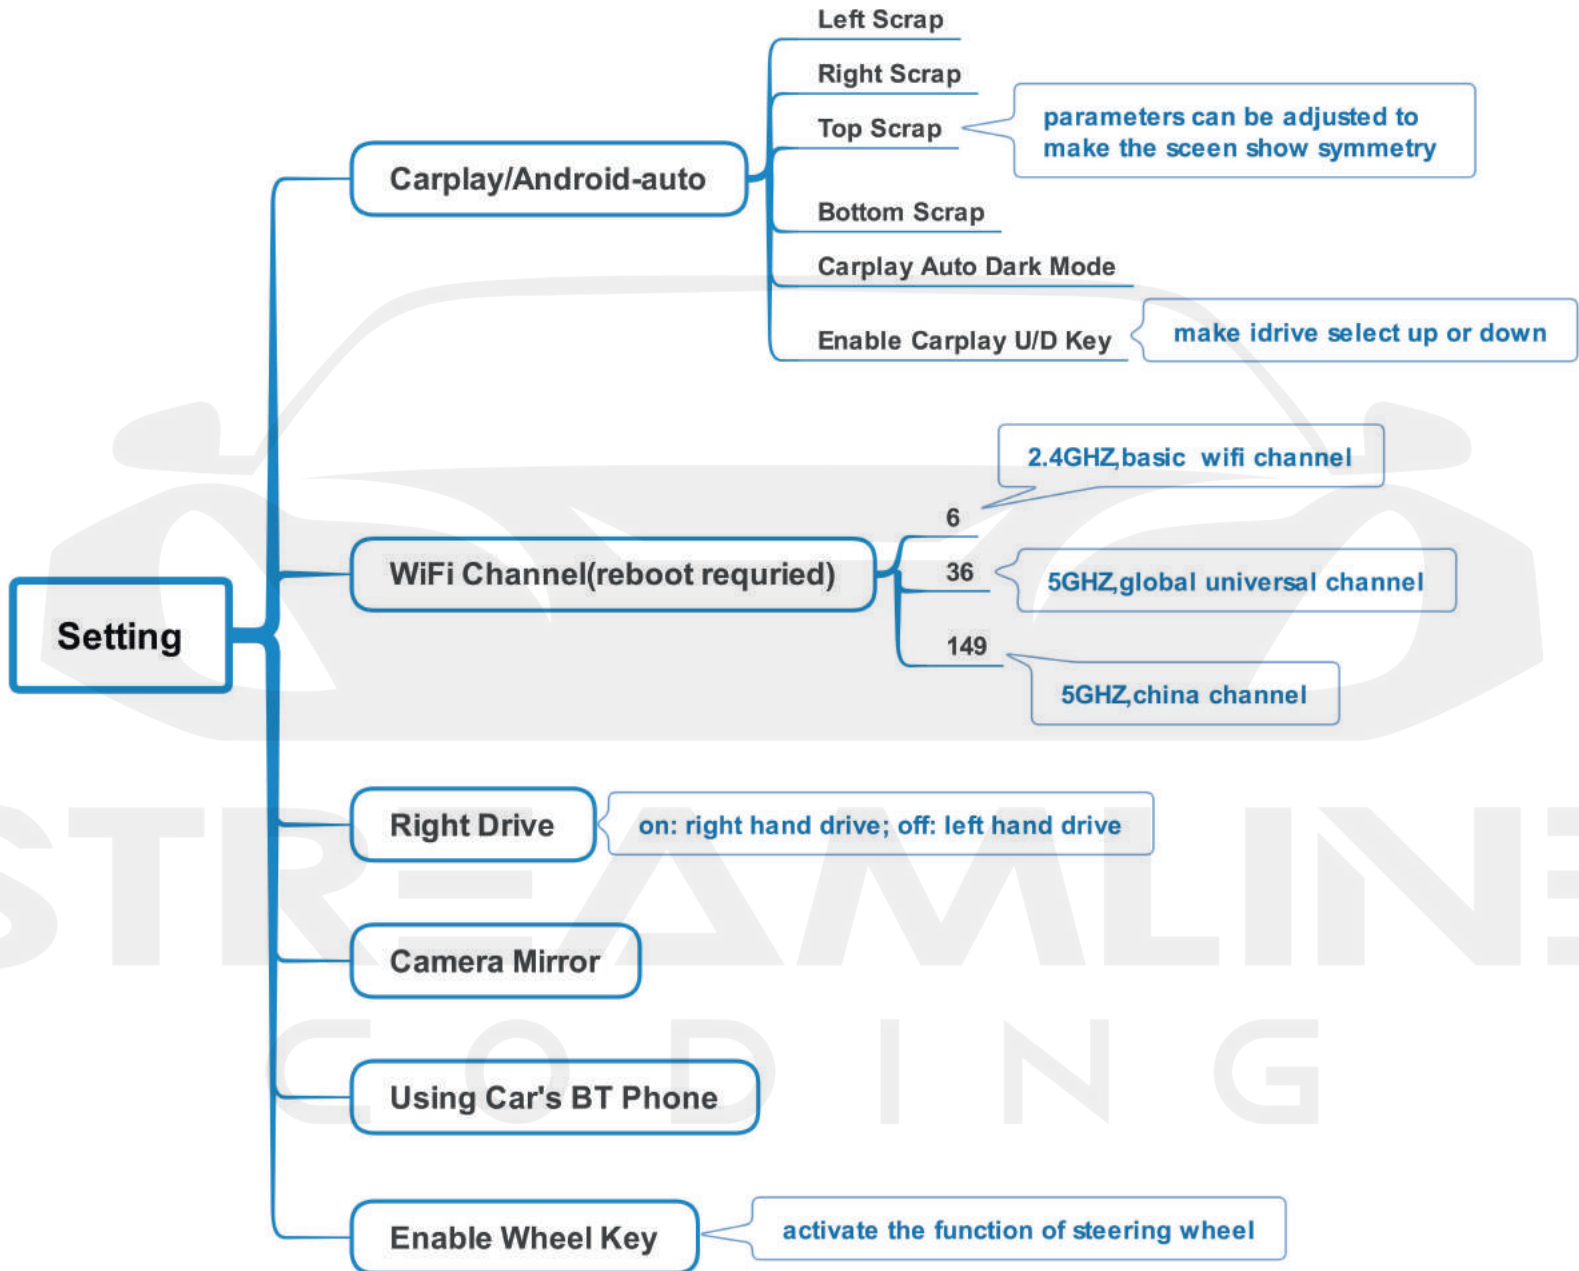 Left Scrap
Right Scrap
Top Scrap
parameters can be adjusted to
make the sceen show symmetry
Carplay/Android-auto
Bottom Scrap
Carplay Auto Dark Mode
Enable Carplay U/D Key
make idrive select up or down
2.4GHZ,basic wifi channel
6
WiFi Channel(reboot requried)
36
5GHZ,global universal channel
Setting
149
5GHZ,china channel
Right Drive
on: right hand drive; off: left hand drive
STREAMLINE
Camera Mirror
CODING
Using Car's BT Phone
Enable Wheel Key
activate the function of steering wheel